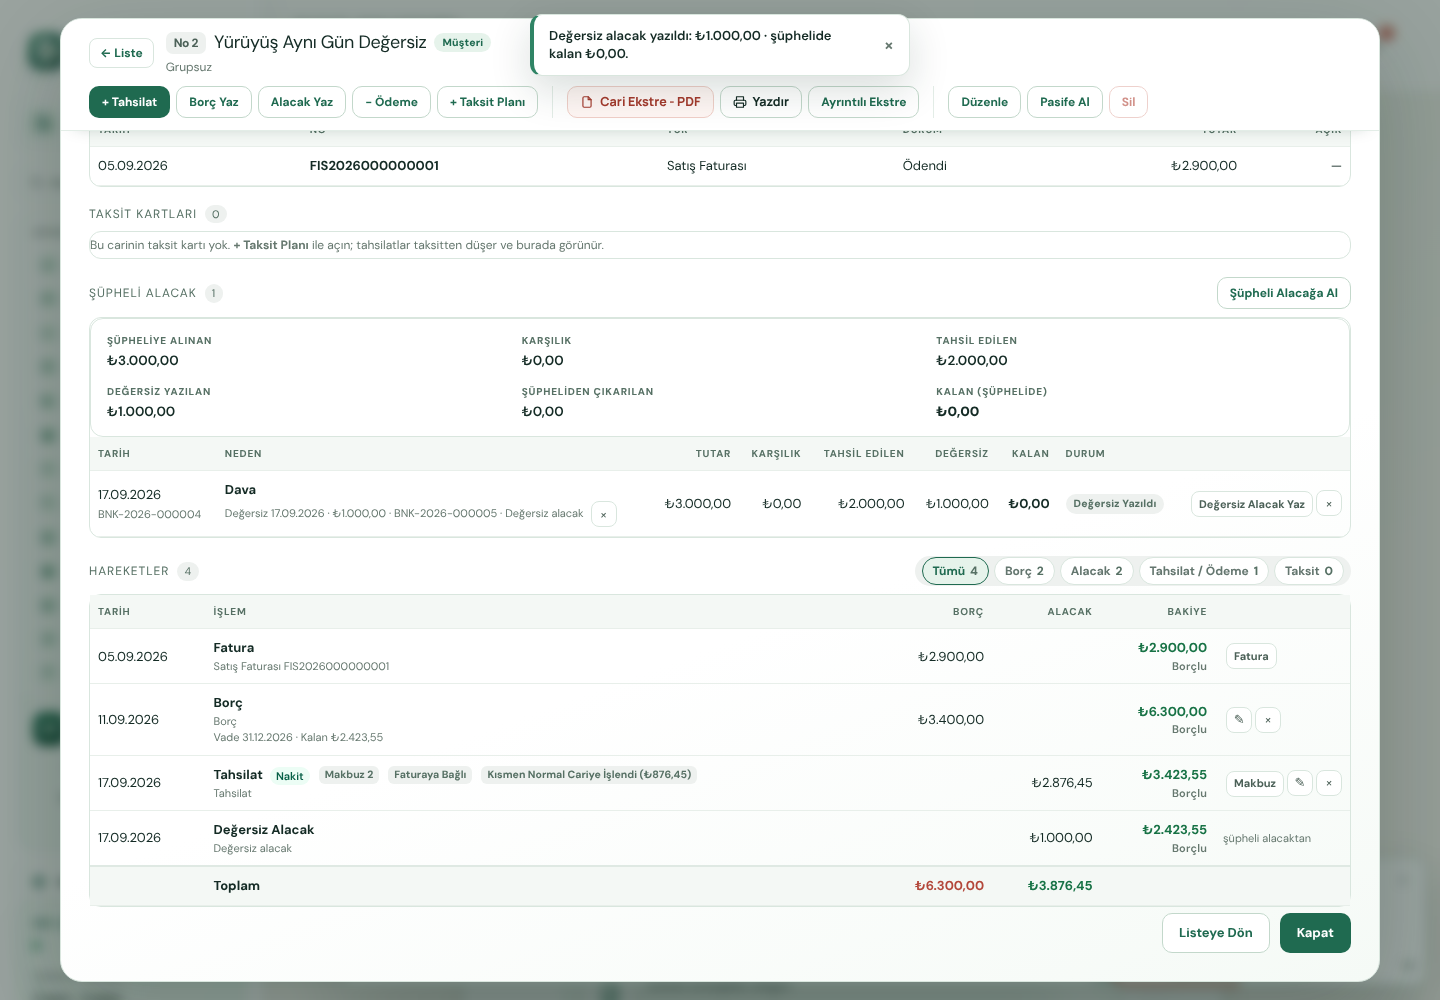 ← Liste
No 2
Yürüyüş Aynı Gün Değersiz
Müşteri
Grupsuz
Değersiz alacak yazıldı: ₺1.000,00 · şüphelide
kalan ₺0,00.
×
+ Tahsilat
Borç Yaz
Alacak Yaz
- Ödeme
+ Taksit Planı
Cari Ekstre - PDF
Yazdır
Ayrıntılı Ekstre
Düzenle
Pasife Al
Sil
05.09.2026 FIS2026000000001 Satış Faturası Ödendi ₺2.900,00 —
TAKSİT KARTLARI 0
Bu carinin taksit kartı yok. + Taksit Planı ile açın; tahsilatlar taksitten düşer ve burada görünür.
ŞÜPHELİ ALACAK 1
Şüpheli Alacağa Al
ŞÜPHELİYE ALINAN KARŞILIK TAHSİL EDİLEN
₺3.000,00 ₺0,00 ₺2.000,00
DEĞERSİZ YAZILAN ŞÜPHELİDEN ÇIKARILAN KALAN (ŞÜPHELİDE)
₺1.000,00 ₺0,00 ₺0,00
TARİH NEDEN TUTAR KARŞILIK TAHSİL EDİLEN DEĞERSİZ KALAN DURUM
17.09.2026
BNK-2026-000004
Dava
Değersiz 17.09.2026 · ₺1.000,00 · BNK-2026-000005 · Değersiz alacak ×
₺3.000,00 ₺0,00 ₺2.000,00 ₺1.000,00 ₺0,00 Değersiz Yazıldı Değersiz Alacak Yaz ×
HAREKETLER 4
Tümü 4 Borç 2 Alacak 2 Tahsilat / Ödeme 1 Taksit 0
TARİH İŞLEM BORÇ ALACAK BAKİYE
05.09.2026
Fatura
Satış Faturası FIS2026000000001
₺2.900,00
₺2.900,00
Borçlu
Fatura
11.09.2026
Borç
Borç
Vade 31.12.2026 · Kalan ₺2.423,55
₺3.400,00
₺6.300,00
Borçlu
✎ ×
17.09.2026
Tahsilat Nakit Makbuz 2 Faturaya Bağlı Kısmen Normal Cariye İşlendi (₺876,45)
Tahsilat
₺2.876,45
₺3.423,55
Borçlu
Makbuz ✎ ×
17.09.2026
Değersiz Alacak
Değersiz alacak
₺1.000,00
₺2.423,55
Borçlu
şüpheli alacaktan
Toplam ₺6.300,00 ₺3.876,45
Listeye Dön
Kapat